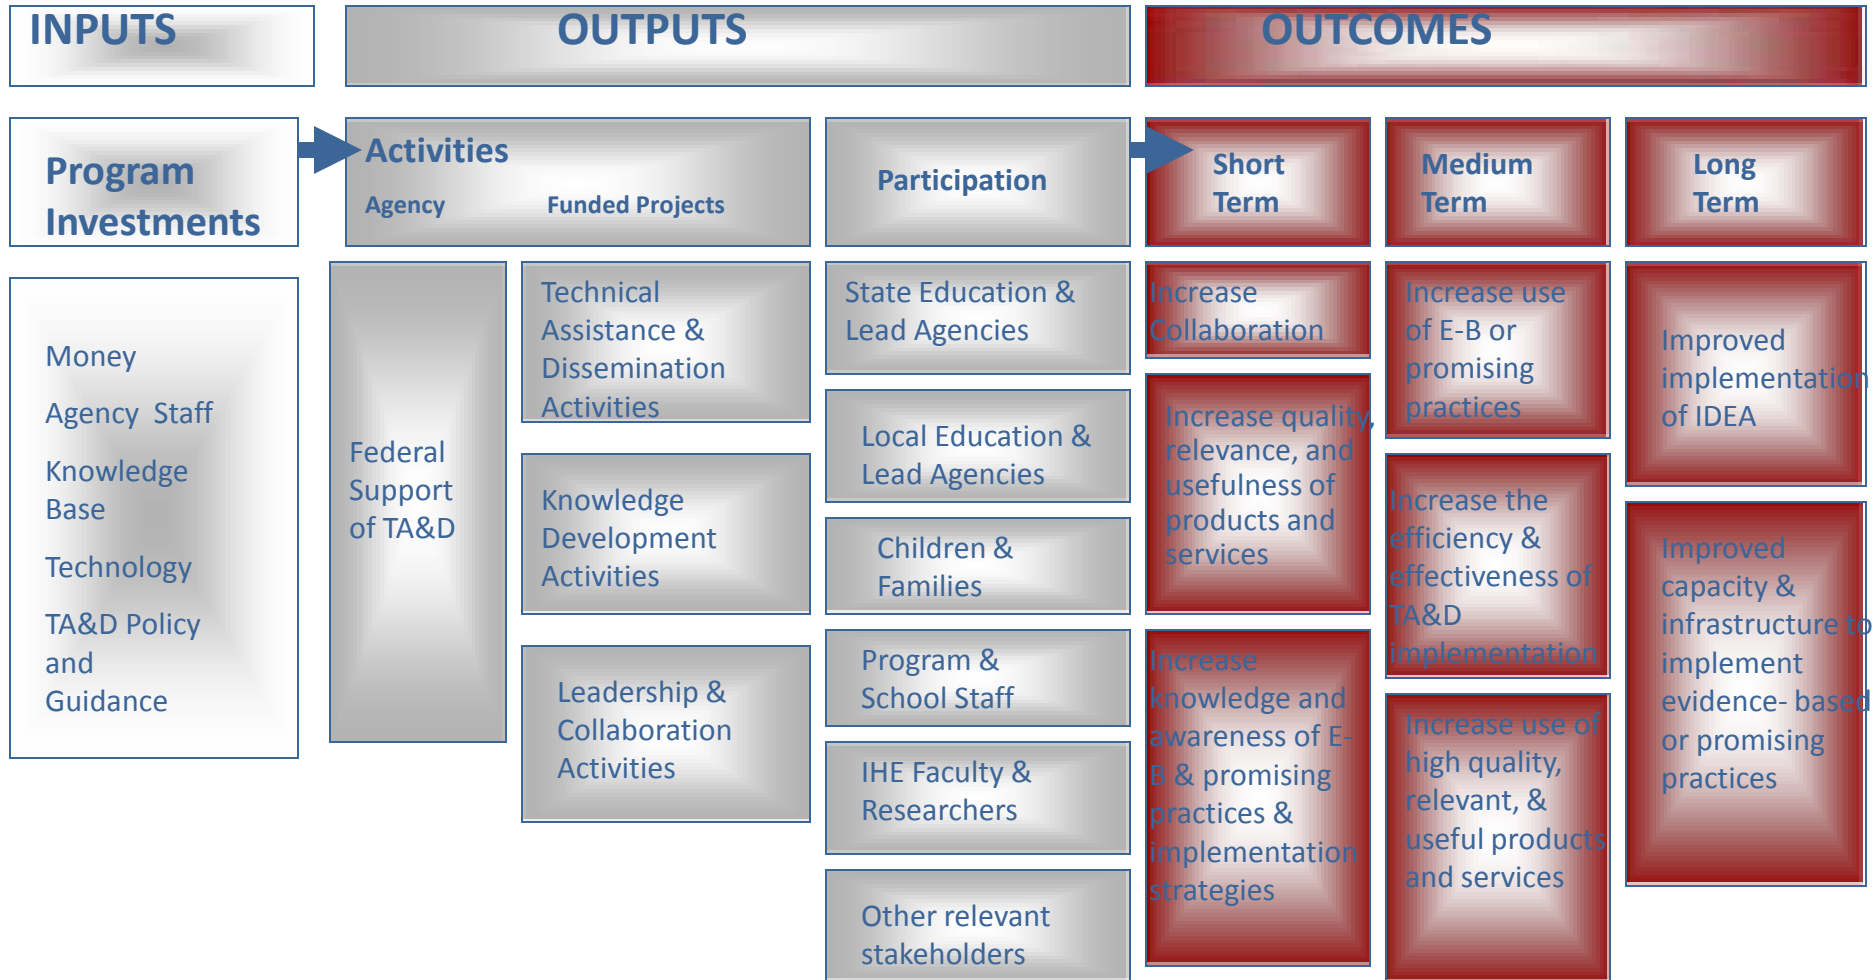 INPUTS
OUTPUTS
OUTCOMES
Program
Investments
Activities
Agency
Funded Projects
Participation
Short
Term
Medium
Term
Long
Term
Money
Agency  Staff
Knowledge
Base
Technology
TA&D Policy
and
Guidance
Federal
Support
of TA&D
Technical
Assistance &
Dissemination
Activities
Knowledge
Development
Activities
Leadership &
Collaboration
Activities
State Education &
Lead Agencies
Local Education &
Lead Agencies
Children &
Families
Program &
School Staff
IHE Faculty &
Researchers
Other relevant
stakeholders
Increase
Collaboration
Increase quality,
relevance, and
usefulness of
products and
services
Increase
knowledge and
awareness of E-
B & promising
practices &
implementation
strategies
Increase use
of E-B or
promising
practices
Increase the
efficiency &
effectiveness of
TA&D
implementation
Increase use of
high quality,
relevant, &
useful products
and services
Improved
implementation
of IDEA
Improved
capacity &
infrastructure to
implement
evidence- based
or promising
practices